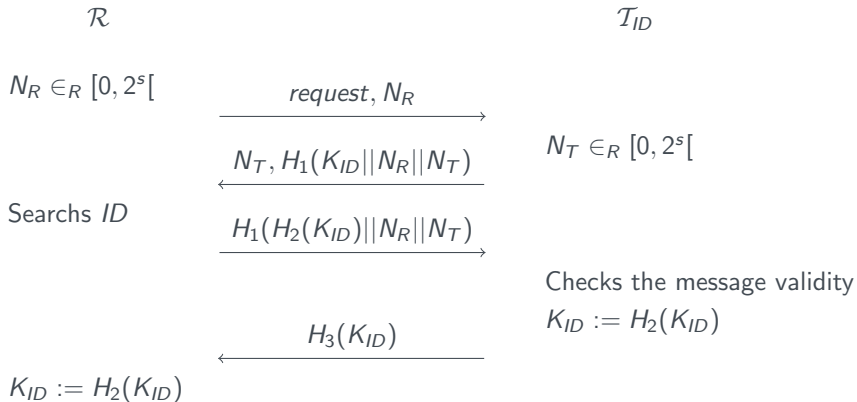 R T_ID
N_R ∈_R [0, 2^s[
request, N_R
N_T ∈_R [0, 2^s[
N_T, H_1(K_ID||N_R||N_T)
Searchs ID
H_1(H_2(K_ID)||N_R||N_T)
Checks the message validity
K_ID := H_2(K_ID)
H_3(K_ID)
K_ID := H_2(K_ID)